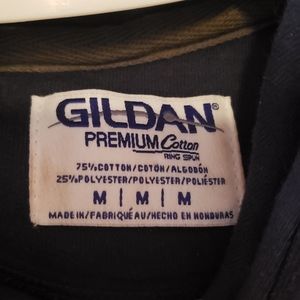 GILDAN®
PREMIUM Cotton
RING SPUN
75% COTTON/COTON/ALGODÓN
25% POLYESTER/POLYESTER/POLIÉSTER
M | M | M
MADE IN/FABRIQUÉ AU/HECHO EN HONDURAS